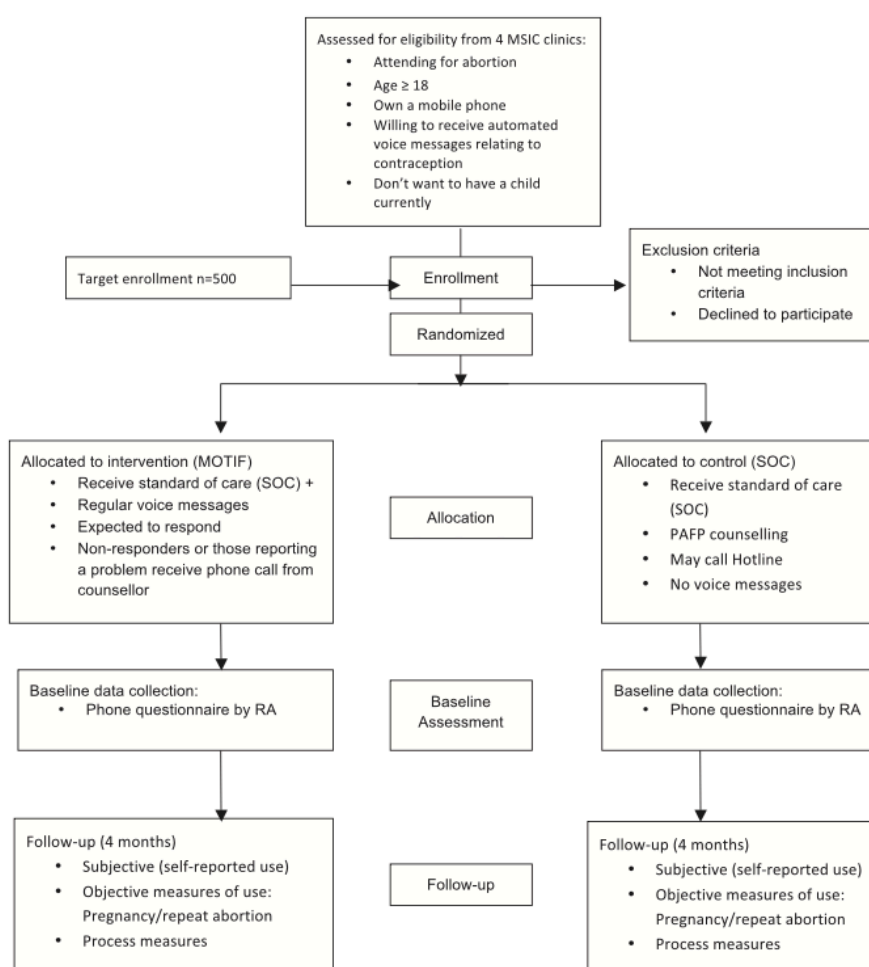 Assessed for eligibility from 4 MSIC clinics:
• Attending for abortion
• Age ≥ 18
• Own a mobile phone
• Willing to receive automated
voice messages relating to
contraception
• Don't want to have a child
currently
Target enrollment n=500
Enrollment
Exclusion criteria
• Not meeting inclusion
criteria
• Declined to participate
Randomized
Allocated to intervention (MOTIF)
• Receive standard of care (SOC) +
• Regular voice messages
• Expected to respond
• Non-responders or those reporting
a problem receive phone call from
counsellor
Allocation
Allocated to control (SOC)
• Receive standard of care
(SOC)
• PAFP counselling
• May call Hotline
• No voice messages
Baseline data collection:
• Phone questionnaire by RA
Baseline
Assessment
Baseline data collection:
• Phone questionnaire by RA
Follow-up (4 months)
• Subjective (self-reported use)
• Objective measures of use:
Pregnancy/repeat abortion
• Process measures
Follow-up
Follow-up (4 months)
• Subjective (self-reported use)
• Objective measures of use:
Pregnancy/repeat abortion
• Process measures